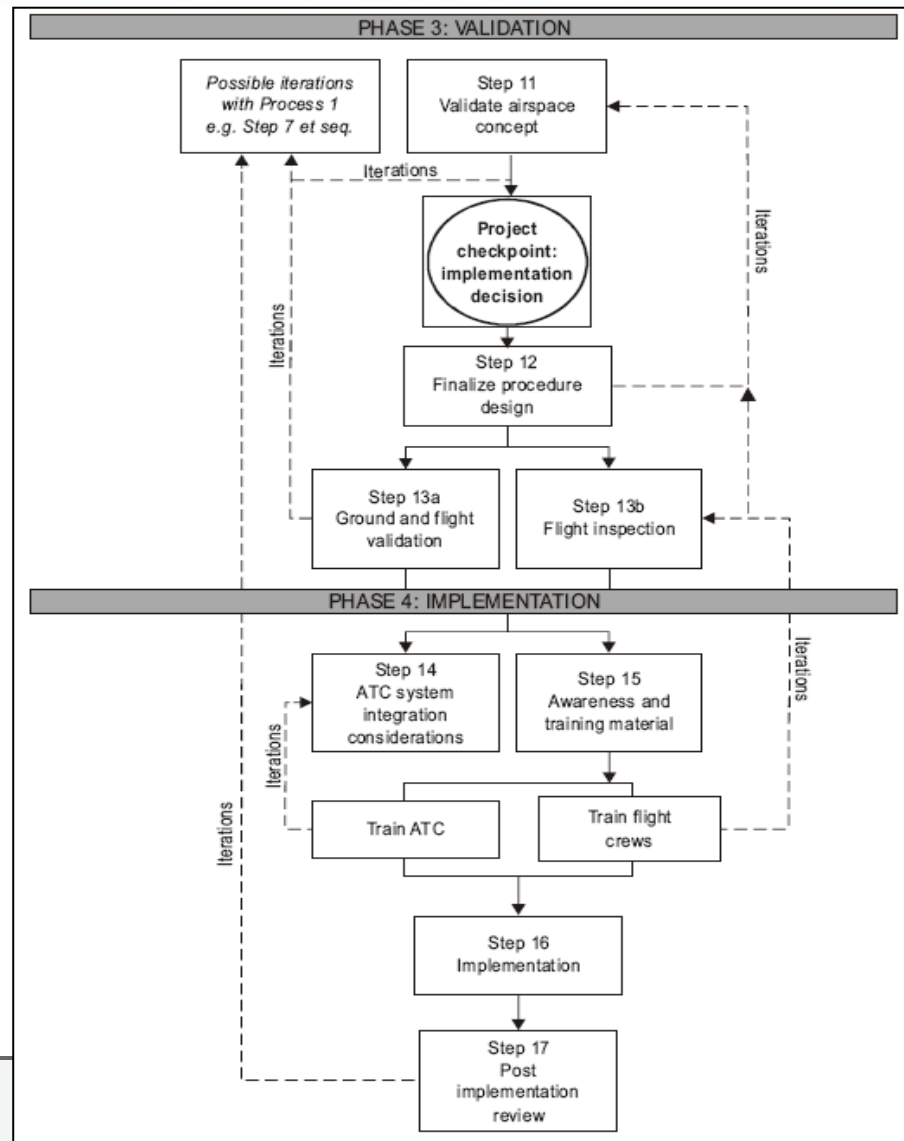 PHASE 3: VALIDATION
Possible iterations
with Process 1
e.g. Step 7 et seq.
Step 11
Validate airspace
concept
Iterations
Iterations
Project
checkpoint:
implementation
decision
Iterations
Step 12
Finalize procedure
design
Step 13a
Ground and flight
validation
Step 13b
Flight inspection
PHASE 4: IMPLEMENTATION
Step 14
ATC system
integration
considerations
Step 15
Awareness and
training material
Iterations
Iterations
Train ATC
Train flight
crews
Iterations
Step 16
Implementation
Step 17
Post
implementation
review